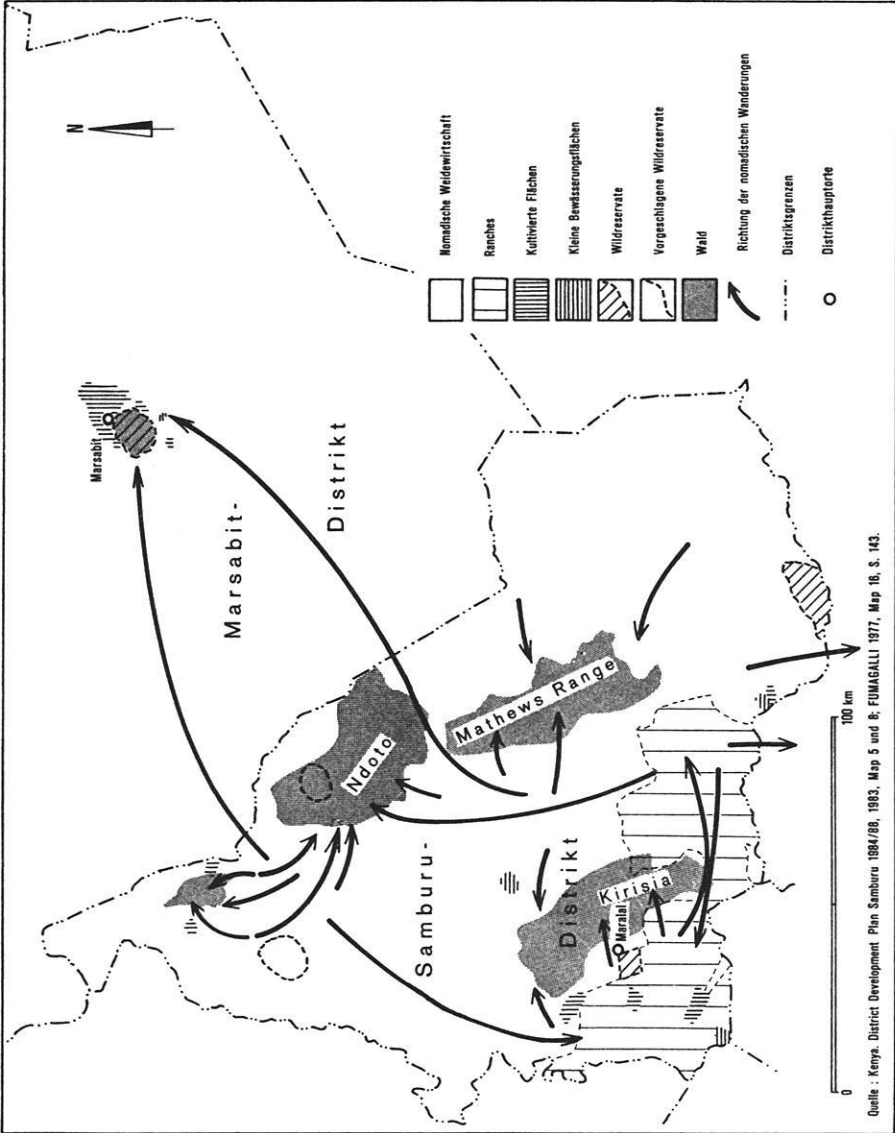 N
Marsabit
Marsabit-
Distrikt
Ndoto
Mathews Range
Samburu-
Distrikt
Kirisia
Maralal
Nomadische Weidewirtschaft
Ranches
Kultivierte Flächen
Kleine Bewässerungsflächen
Wildreservate
Vorgeschlagene Wildreservate
Wald
Richtung der nomadischen Wanderungen
Distriktsgrenzen
Distrikthauptorte
0
100 km
Quelle : Kenya. District Development Plan Samburu 1984/88, 1983, Map 5 und 8; FUMAGALLI 1977, Map 16, S. 143.